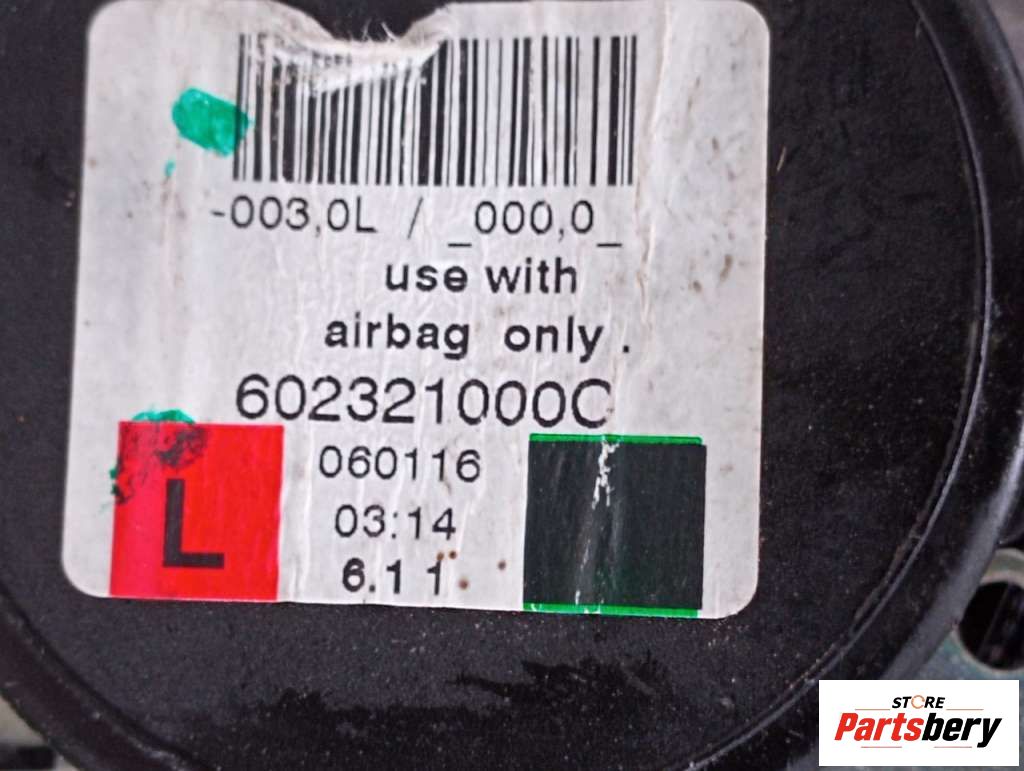 -003,0L / _000,0_
use with
airbag only .
602321000C
060116
L
03:14
6.1 1
STORE
Partsbery